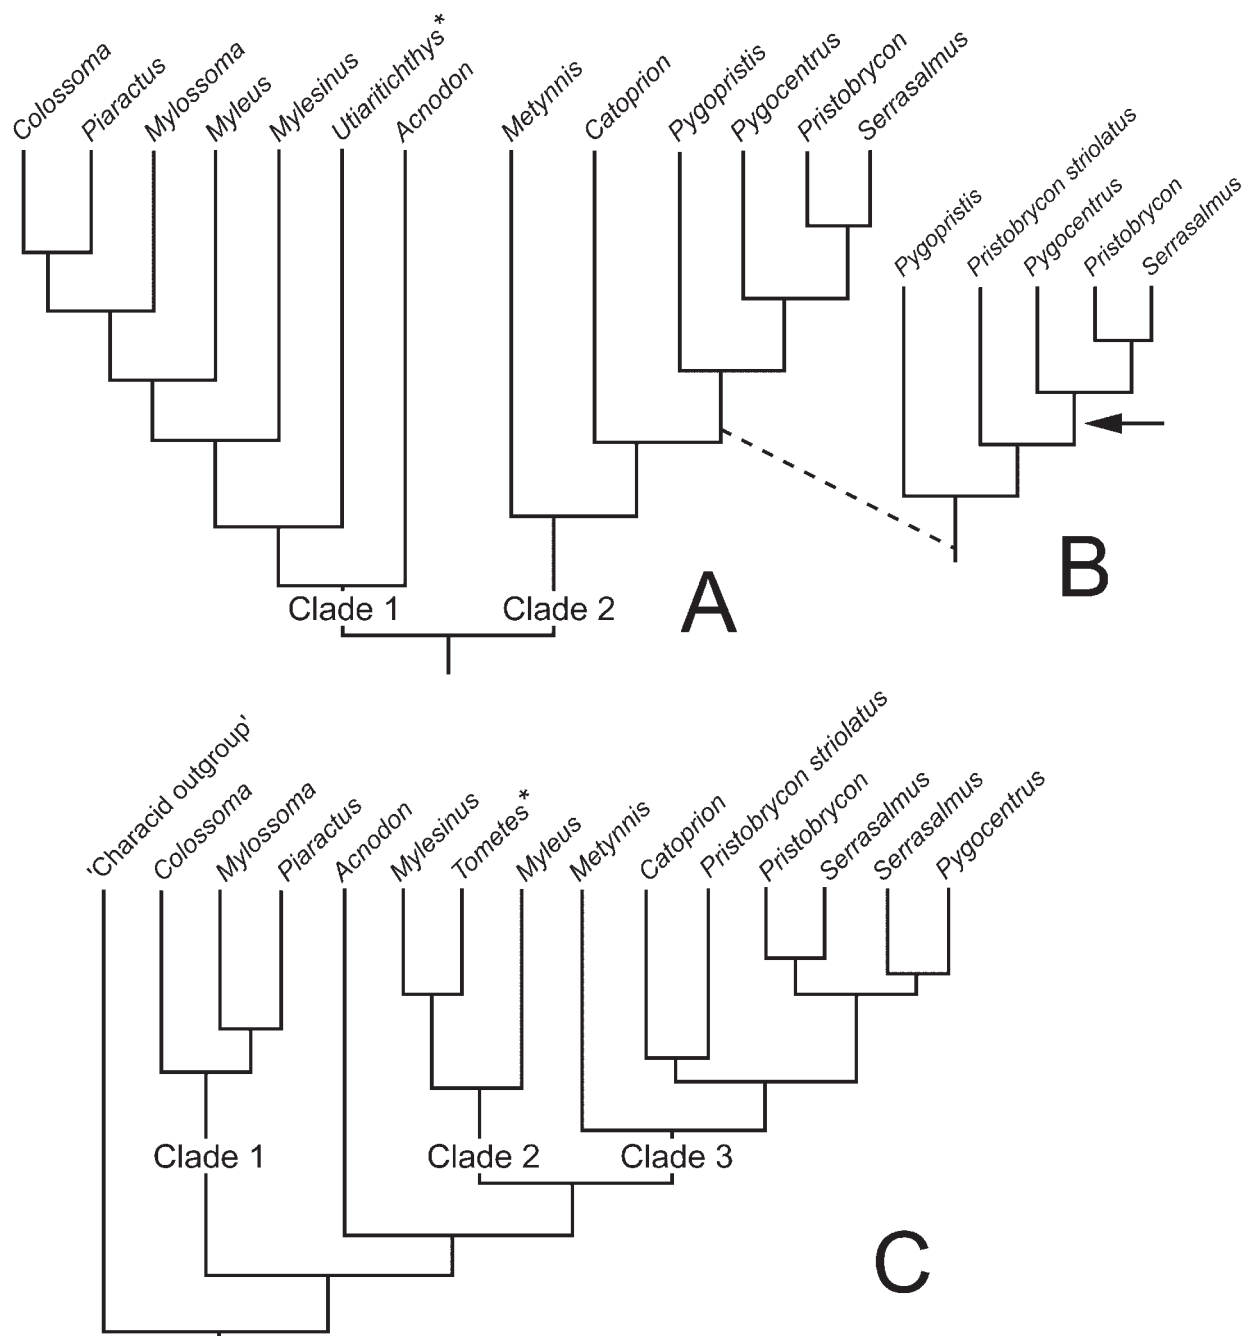 Colossoma
Piaractus
Mylossoma
Myleus
Mylesinus
Utiaritichthys*
Acnodon
Metynnis
Catoprion
Pygopristis
Pygocentrus
Pristobrycon
Serrasalmus
Clade 1
Clade 2
A
Pygopristis
Pristobrycon striolatus
Pygocentrus
Pristobrycon
Serrasalmus
B
'Characid outgroup'
Colossoma
Mylossoma
Piaractus
Acnodon
Mylesinus
Tometes*
Myleus
Metynnis
Catoprion
Pristobrycon striolatus
Pristobrycon
Serrasalmus
Serrasalmus
Pygocentrus
Clade 1
Clade 2
Clade 3
C